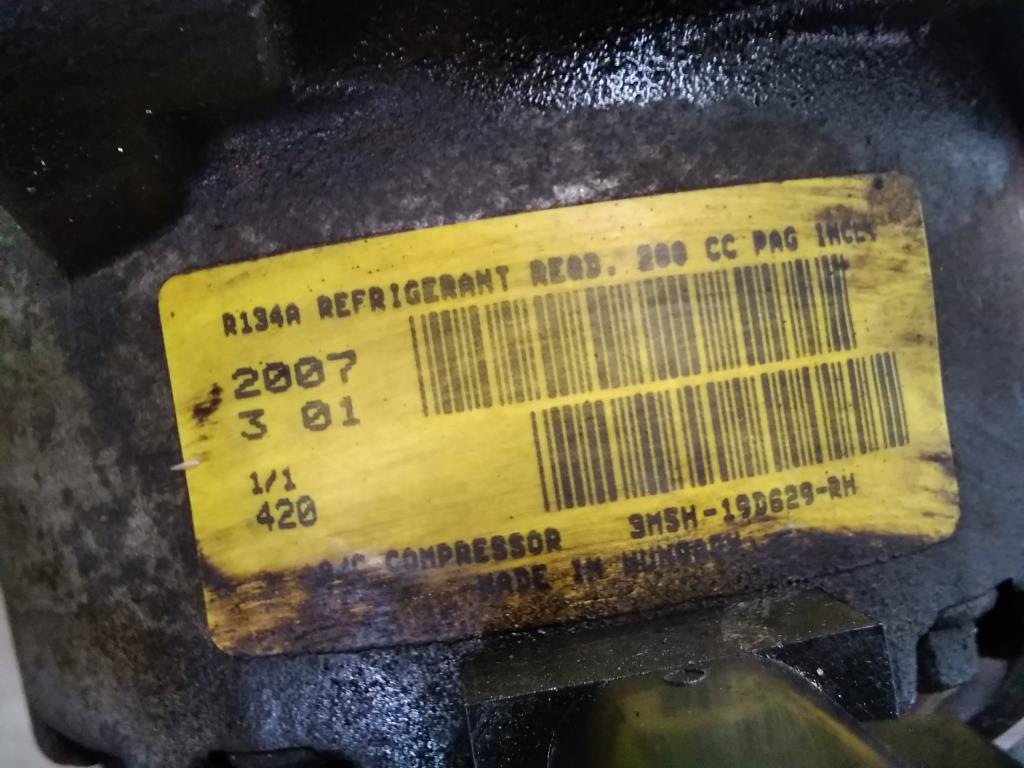 R134A REFRIGERANT REQD. 200 CC PAG INCL.
2007
3 01
1/1
420
A/C COMPRESSOR 3M5H-19D629-RH
MADE IN HUNGARY.